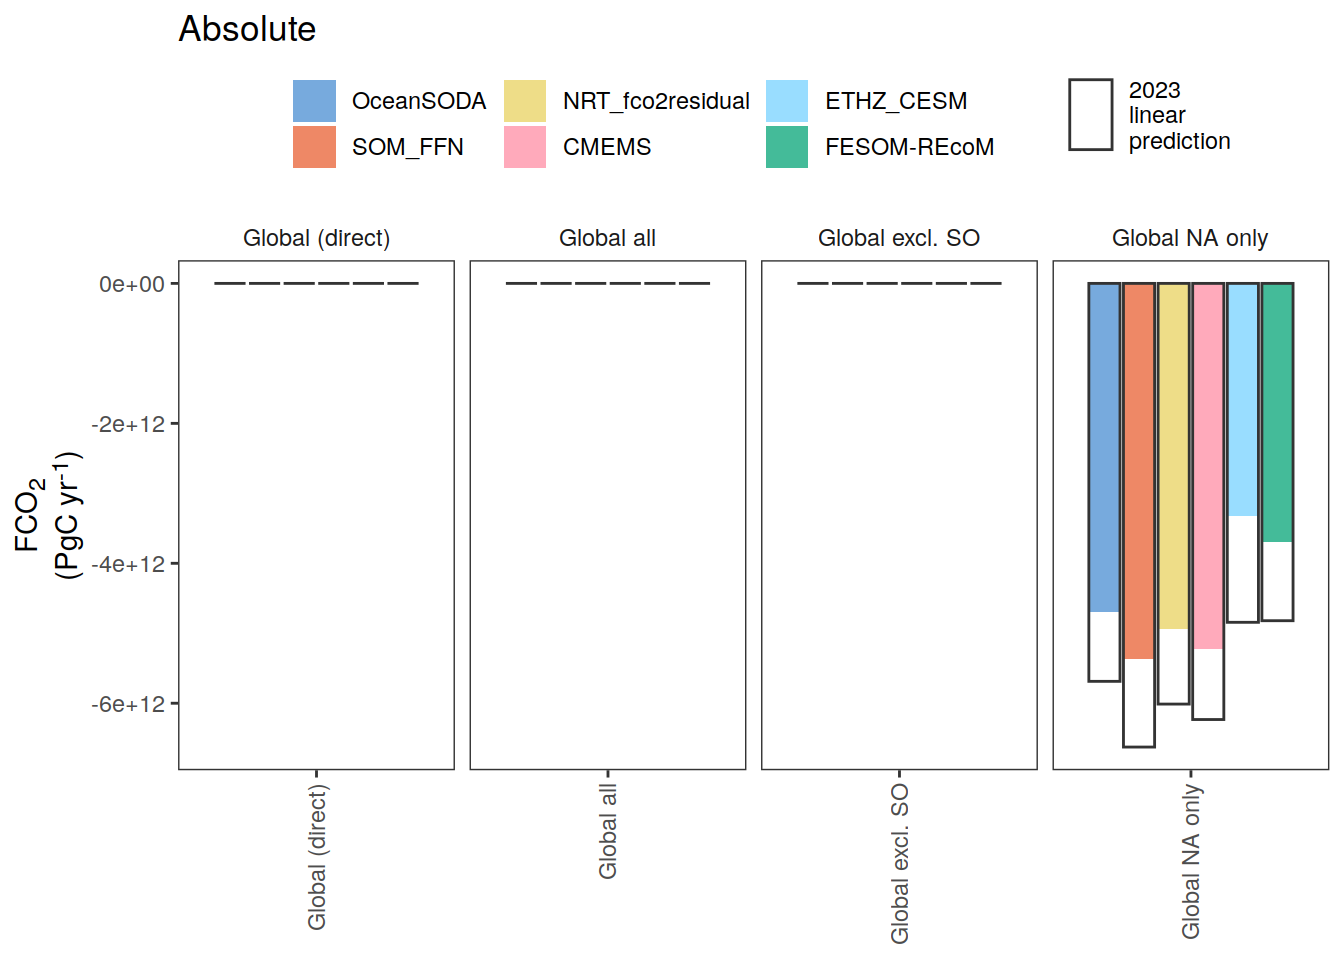 Absolute
OceanSODA
NRT_fco2residual
ETHZ_CESM
SOM_FFN
CMEMS
FESOM-REcoM
2023
linear
prediction
Global (direct)
Global all
Global excl. SO
Global NA only
0e+00
-2e+12
-4e+12
-6e+12
FCO₂
(PgC yr⁻¹)
Global (direct)
Global all
Global excl. SO
Global NA only